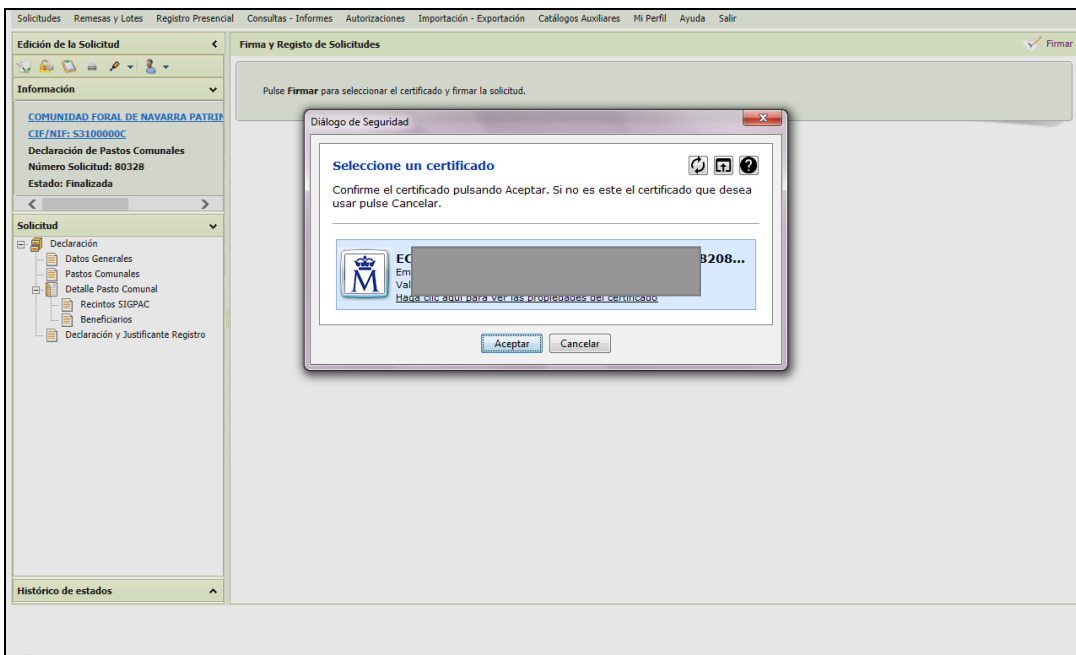 Solicitudes Remesas y Lotes Registro Presencial Consultas - Informes Autorizaciones Importación - Exportación Catálogos Auxiliares Mi Perfil Ayuda Salir
Edición de la Solicitud
Firma y Registo de Solicitudes
Firmar
Información
Pulse Firmar para seleccionar el certificado y firmar la solicitud.
COMUNIDAD FORAL DE NAVARRA PATRIN
CIF/NIF: S3100000C
Declaración de Pastos Comunales
Número Solicitud: 80328
Estado: Finalizada
Solicitud
Declaración
Datos Generales
Pastos Comunales
Detalle Pasto Comunal
Recintos SIGPAC
Beneficiarios
Declaración y Justificante Registro
Histórico de estados
Diálogo de Seguridad
Seleccione un certificado
Confirme el certificado pulsando Aceptar. Si no es este el certificado que desea
usar pulse Cancelar.
8208...
Em
Val
Haga clic aquí para ver las propiedades del certificado
Aceptar Cancelar